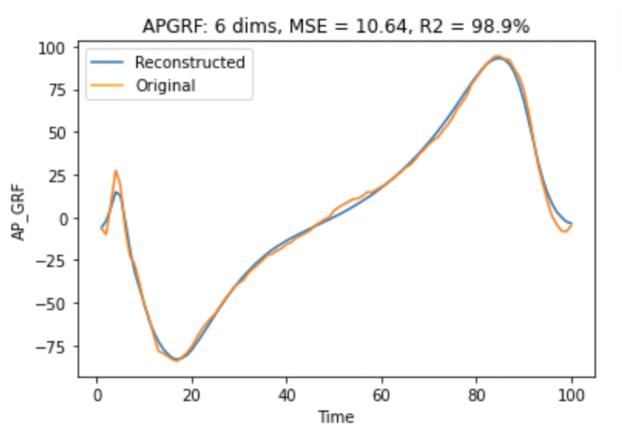 APGRF: 6 dims, MSE = 10.64, R2 = 98.9%
Reconstructed
Original
100
75
50
25
0
−25
−50
−75
AP_GRF
0 20 40 60 80 100
Time